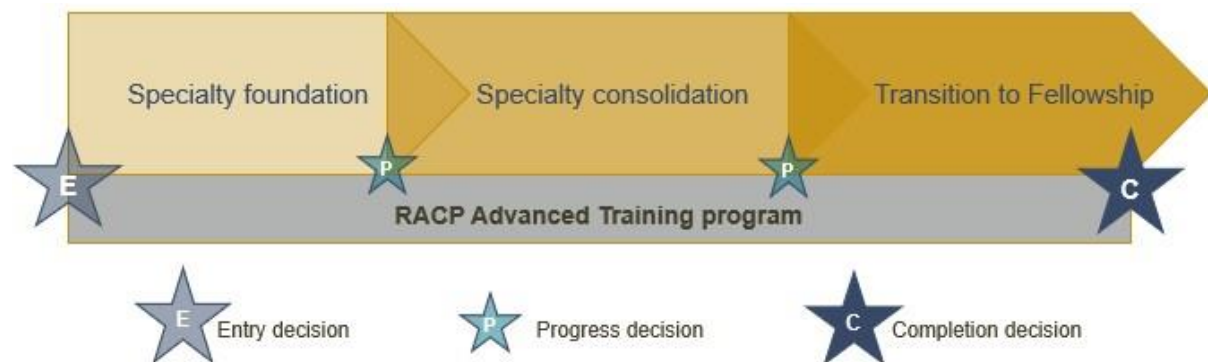 Specialty foundation
Specialty consolidation
Transition to Fellowship
E
P
P
C
RACP Advanced Training program
E Entry decision
P Progress decision
C Completion decision